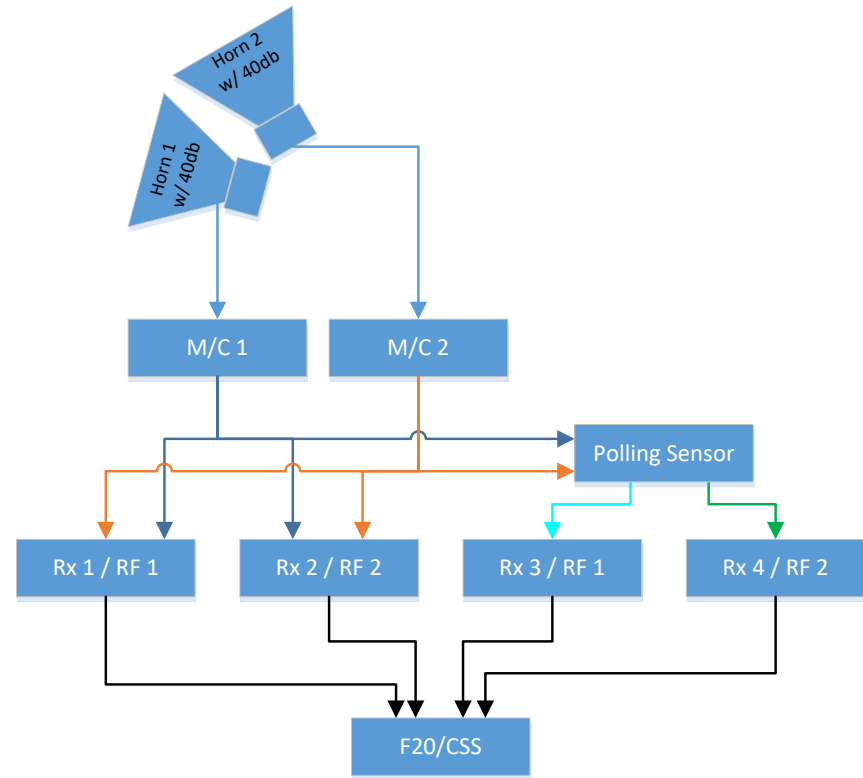 Horn 2
w/ 40db
Horn 1
w/ 40db
M/C 1
M/C 2
Polling Sensor
Rx 1 / RF 1
Rx 2 / RF 2
Rx 3 / RF 1
Rx 4 / RF 2
F20/CSS